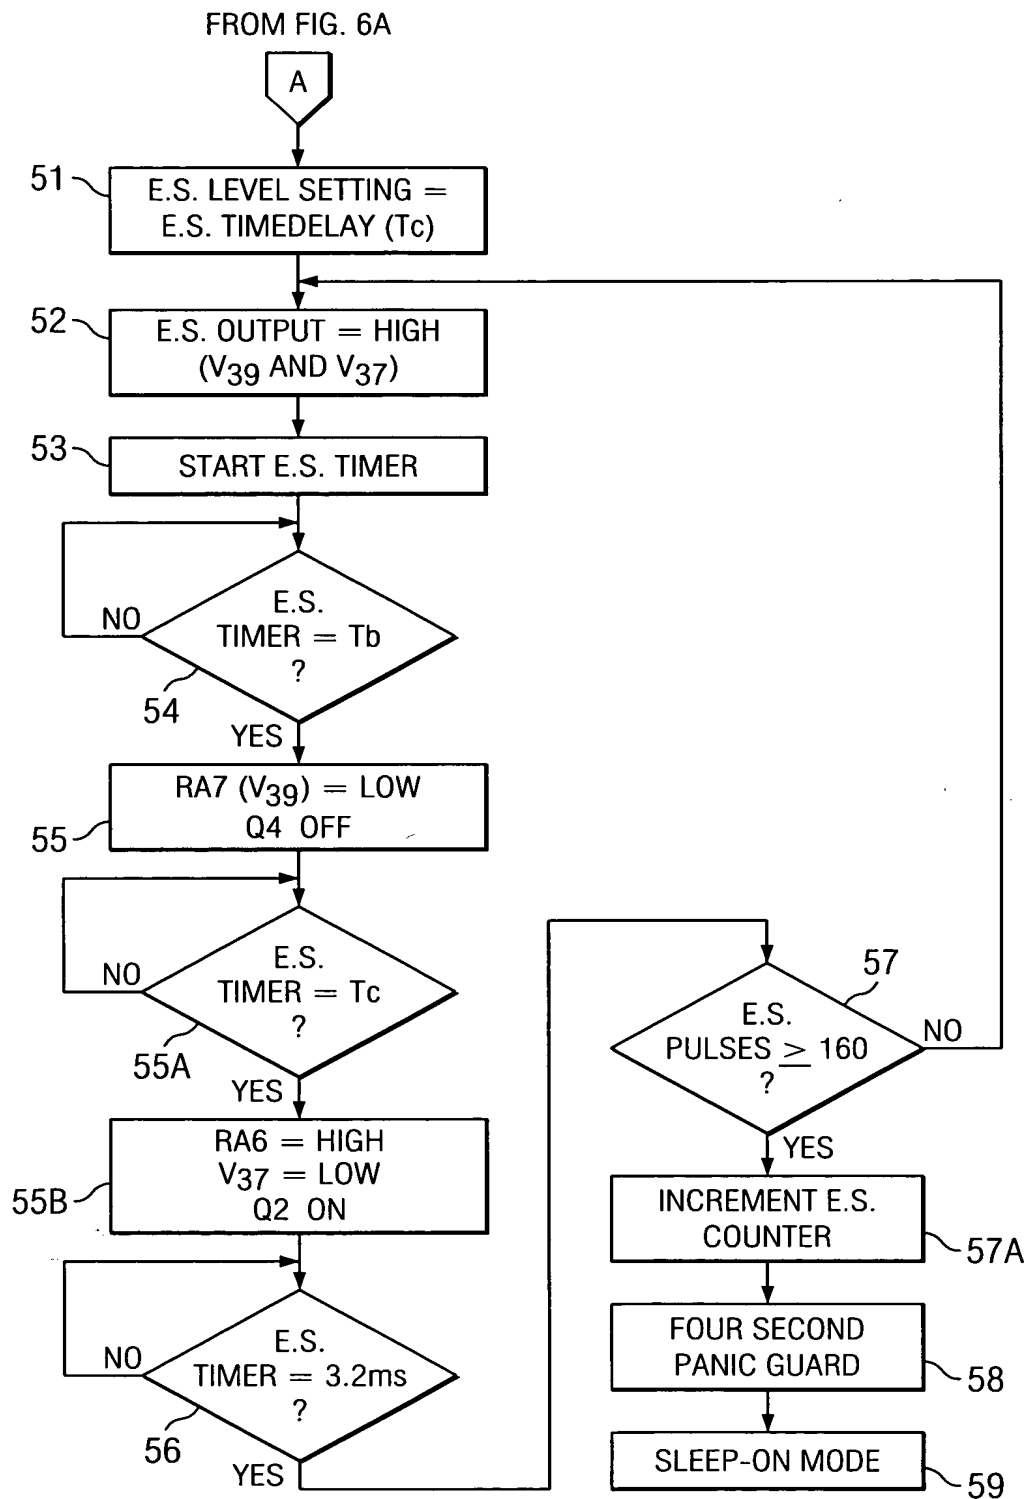 FROM FIG. 6A
A
51
E.S. LEVEL SETTING =
E.S. TIMEDELAY (Tc)
52
E.S. OUTPUT = HIGH
(V39 AND V37)
53
START E.S. TIMER
E.S.
TIMER = Tb
?
NO
54
YES
RA7 (V39) = LOW
Q4 OFF
55
E.S.
TIMER = Tc
?
NO
55A
YES
RA6 = HIGH
V37 = LOW
Q2 ON
55B
E.S.
TIMER = 3.2ms
?
NO
56
YES
57
E.S.
PULSES ≥ 160
?
NO
YES
INCREMENT E.S.
COUNTER
57A
FOUR SECOND
PANIC GUARD
58
SLEEP-ON MODE
59